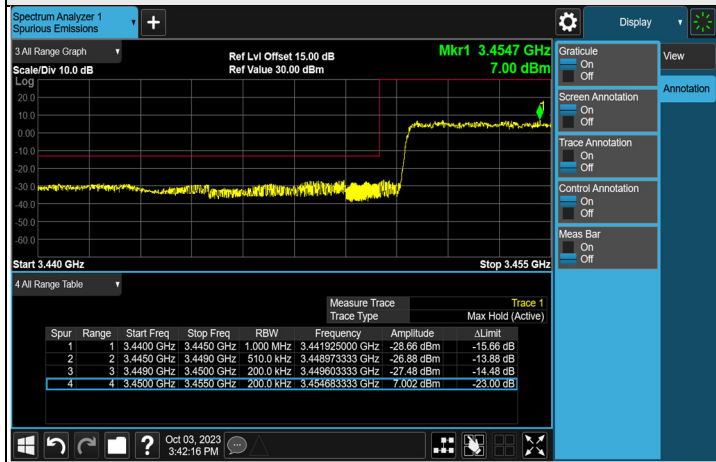 Spectrum Analyzer 1
Spurious Emissions
Display
3 All Range Graph
Ref Lvl Offset 15.00 dB
Mkr1 3.4547 GHz
Scale/Div 10.0 dB
Ref Value 30.00 dBm
7.00 dBm
Log
20.0
10.0
0.00
-10.0
-20.0
-30.0
-40.0
-50.0
-60.0
1
Start 3.440 GHz
Stop 3.455 GHz
Graticule
On
Off
Screen Annotation
On
Off
Trace Annotation
On
Off
Control Annotation
On
Off
Meas Bar
On
Off
View
Annotation
4 All Range Table
Measure Trace Trace 1
Trace Type Max Hold (Active)
Spur Range Start Freq Stop Freq RBW Frequency Amplitude ΔLimit
1 1 3.4400 GHz 3.4450 GHz 1.000 MHz 3.441925000 GHz -28.66 dBm -15.66 dB
2 2 3.4450 GHz 3.4490 GHz 510.0 kHz 3.448973333 GHz -26.88 dBm -13.88 dB
3 3 3.4490 GHz 3.4500 GHz 200.0 kHz 3.449603333 GHz -27.48 dBm -14.48 dB
4 4 3.4500 GHz 3.4550 GHz 200.0 kHz 3.454683333 GHz 7.002 dBm -23.00 dB
?
Oct 03, 2023
3:42:16 PM